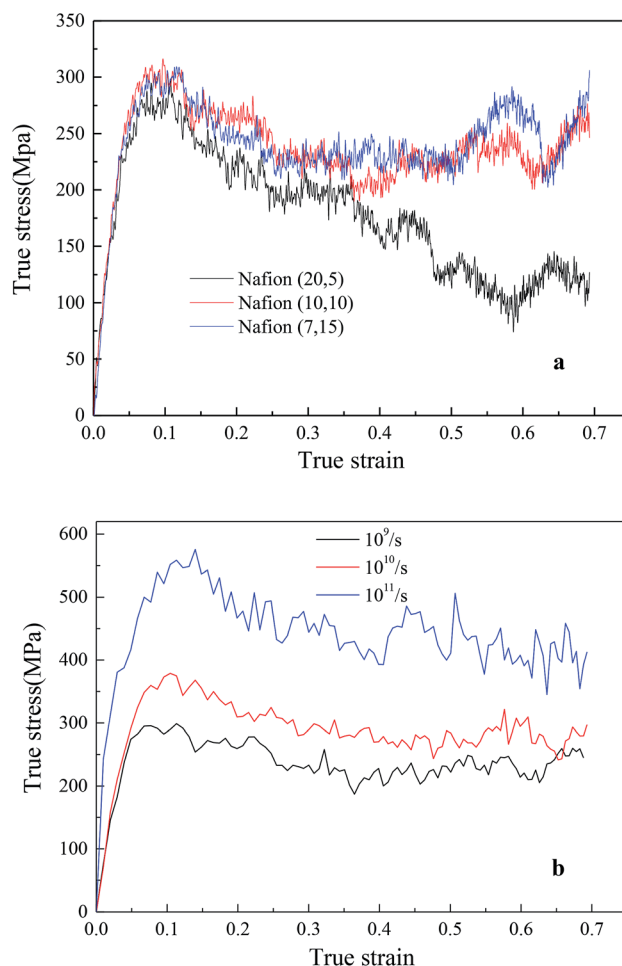 a
350
300
250
200
150
100
50
0
True stress(Mpa)
Nafion (20,5)
Nafion (10,10)
Nafion (7,15)
a
0.0 0.1 0.2 0.3 0.4 0.5 0.6 0.7
True strain
600
500
400
300
200
100
0
True stress(MPa)
10⁹/s
10¹⁰/s
10¹¹/s
b
0.0 0.1 0.2 0.3 0.4 0.5 0.6 0.7
True strain